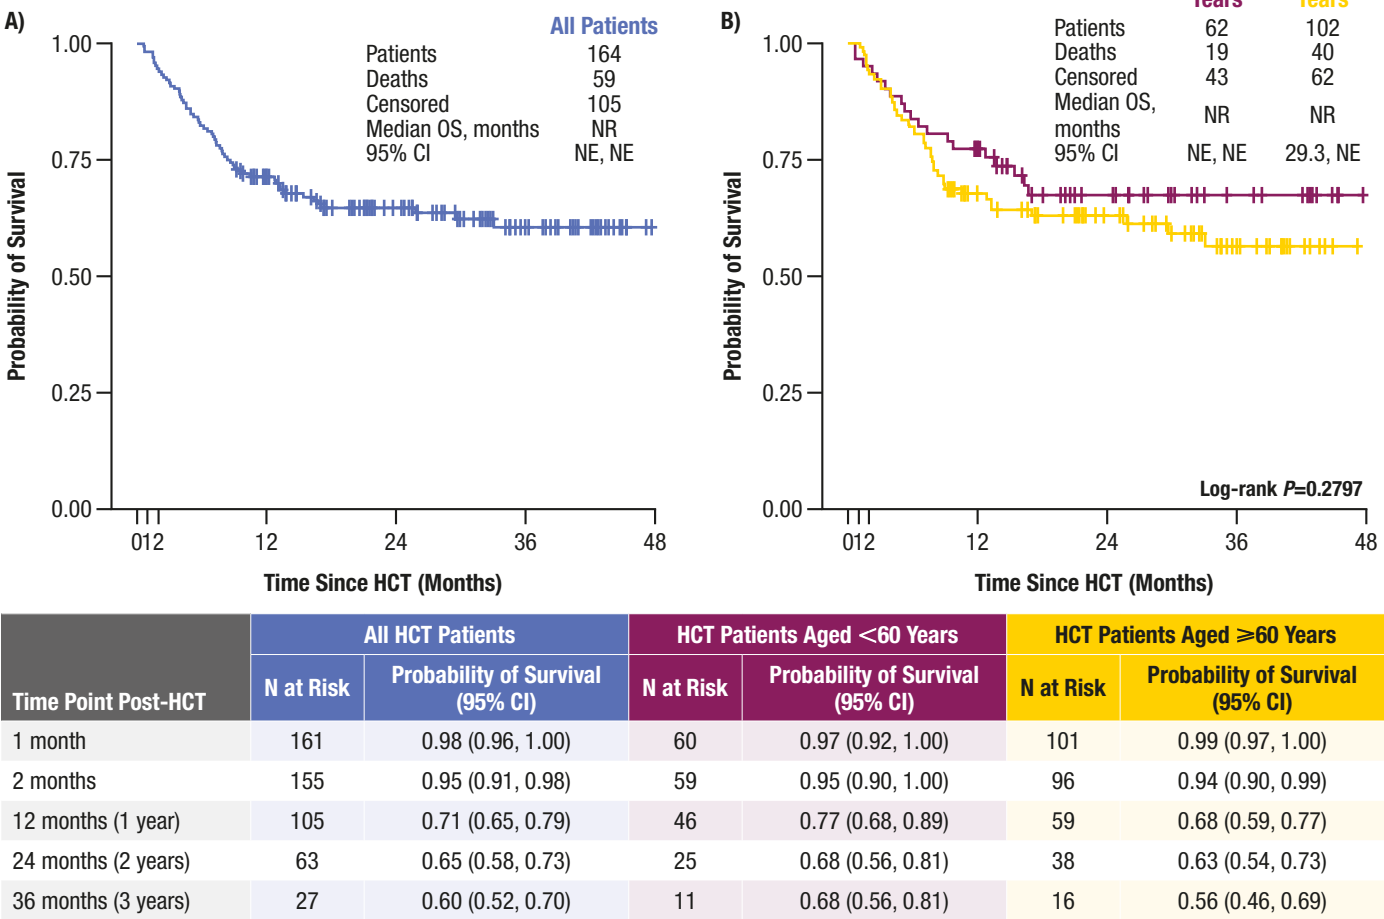 A)
All Patients
Patients 164
Deaths 59
Censored 105
Median OS, months NR
95% CI NE, NE
1.00
0.75
0.50
0.25
0.00
Probability of Survival
012 12 24 36 48
Time Since HCT (Months)
B)
Years Years
Patients 62 102
Deaths 19 40
Censored 43 62
Median OS,
months NR NR
95% CI NE, NE 29.3, NE
1.00
0.75
0.50
0.25
0.00
Probability of Survival
Log-rank P=0.2797
012 12 24 36 48
Time Since HCT (Months)
All HCT Patients HCT Patients Aged <60 Years HCT Patients Aged ⩾60 Years
Time Point Post-HCT N at Risk Probability of Survival (95% CI) N at Risk Probability of Survival (95% CI) N at Risk Probability of Survival (95% CI)
1 month 161 0.98 (0.96, 1.00) 60 0.97 (0.92, 1.00) 101 0.99 (0.97, 1.00)
2 months 155 0.95 (0.91, 0.98) 59 0.95 (0.90, 1.00) 96 0.94 (0.90, 0.99)
12 months (1 year) 105 0.71 (0.65, 0.79) 46 0.77 (0.68, 0.89) 59 0.68 (0.59, 0.77)
24 months (2 years) 63 0.65 (0.58, 0.73) 25 0.68 (0.56, 0.81) 38 0.63 (0.54, 0.73)
36 months (3 years) 27 0.60 (0.52, 0.70) 11 0.68 (0.56, 0.81) 16 0.56 (0.46, 0.69)